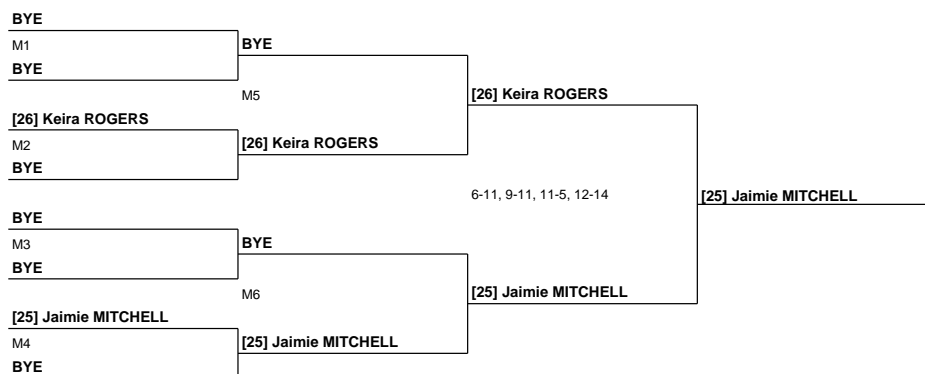 BYE
M1
BYE
BYE
M5
[26] Keira ROGERS
M2
BYE
[26] Keira ROGERS
[26] Keira ROGERS
6-11, 9-11, 11-5, 12-14
[25] Jaimie MITCHELL
BYE
M3
BYE
BYE
M6
[25] Jaimie MITCHELL
[25] Jaimie MITCHELL
M4
BYE
[25] Jaimie MITCHELL